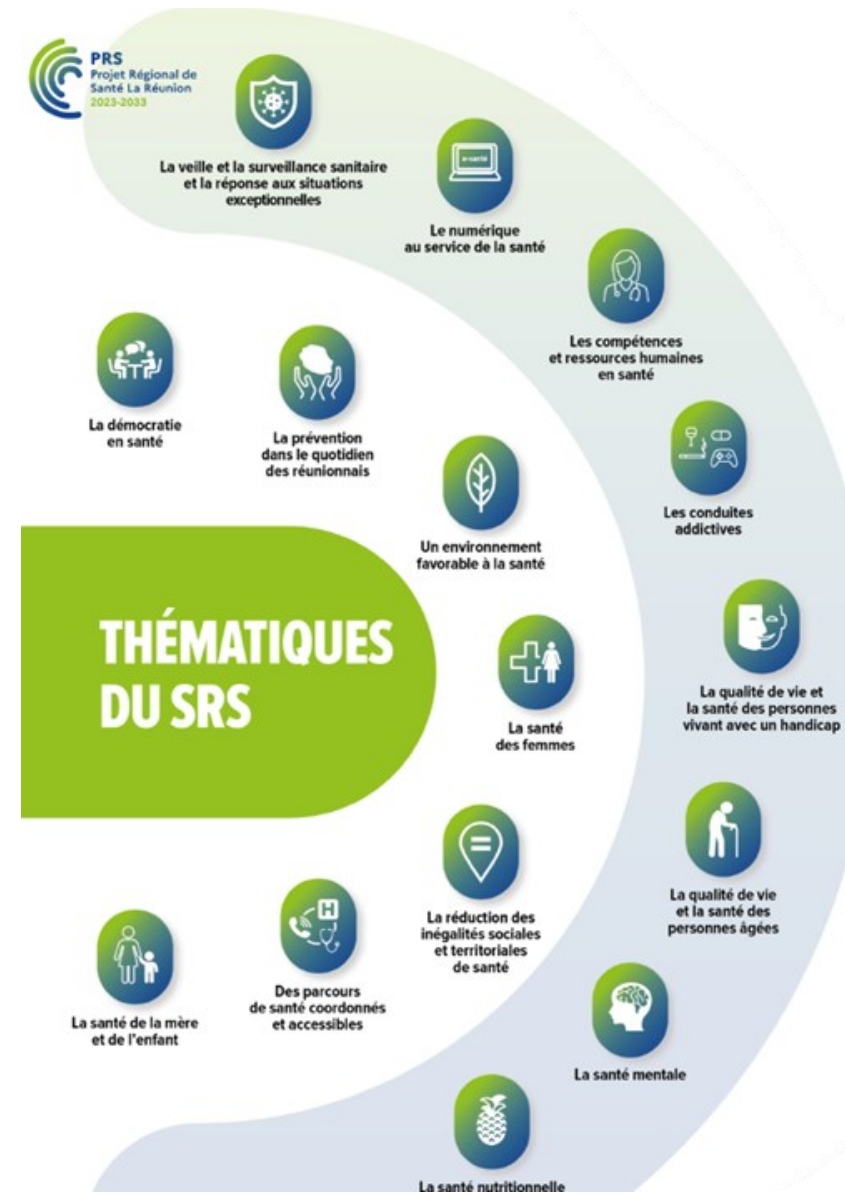 PRS
Projet Régional de
Santé La Réunion
2023-2033
La veille et la surveillance sanitaire
et la réponse aux situations
exceptionnelles
e-santé
Le numérique
au service de la santé
Les compétences
et ressources humaines
en santé
La démocratie
en santé
La prévention
dans le quotidien
des réunionnais
Les conduites
addictives
Un environnement
favorable à la santé
THÉMATIQUES
DU SRS
La qualité de vie et
la santé des personnes
vivant avec un handicap
La santé
des femmes
La qualité de vie
et la santé des
personnes âgées
La réduction des
inégalités sociales
et territoriales
de santé
H
Des parcours
de santé coordonnés
et accessibles
La santé de la mère
et de l'enfant
La santé mentale
La santé nutritionnelle